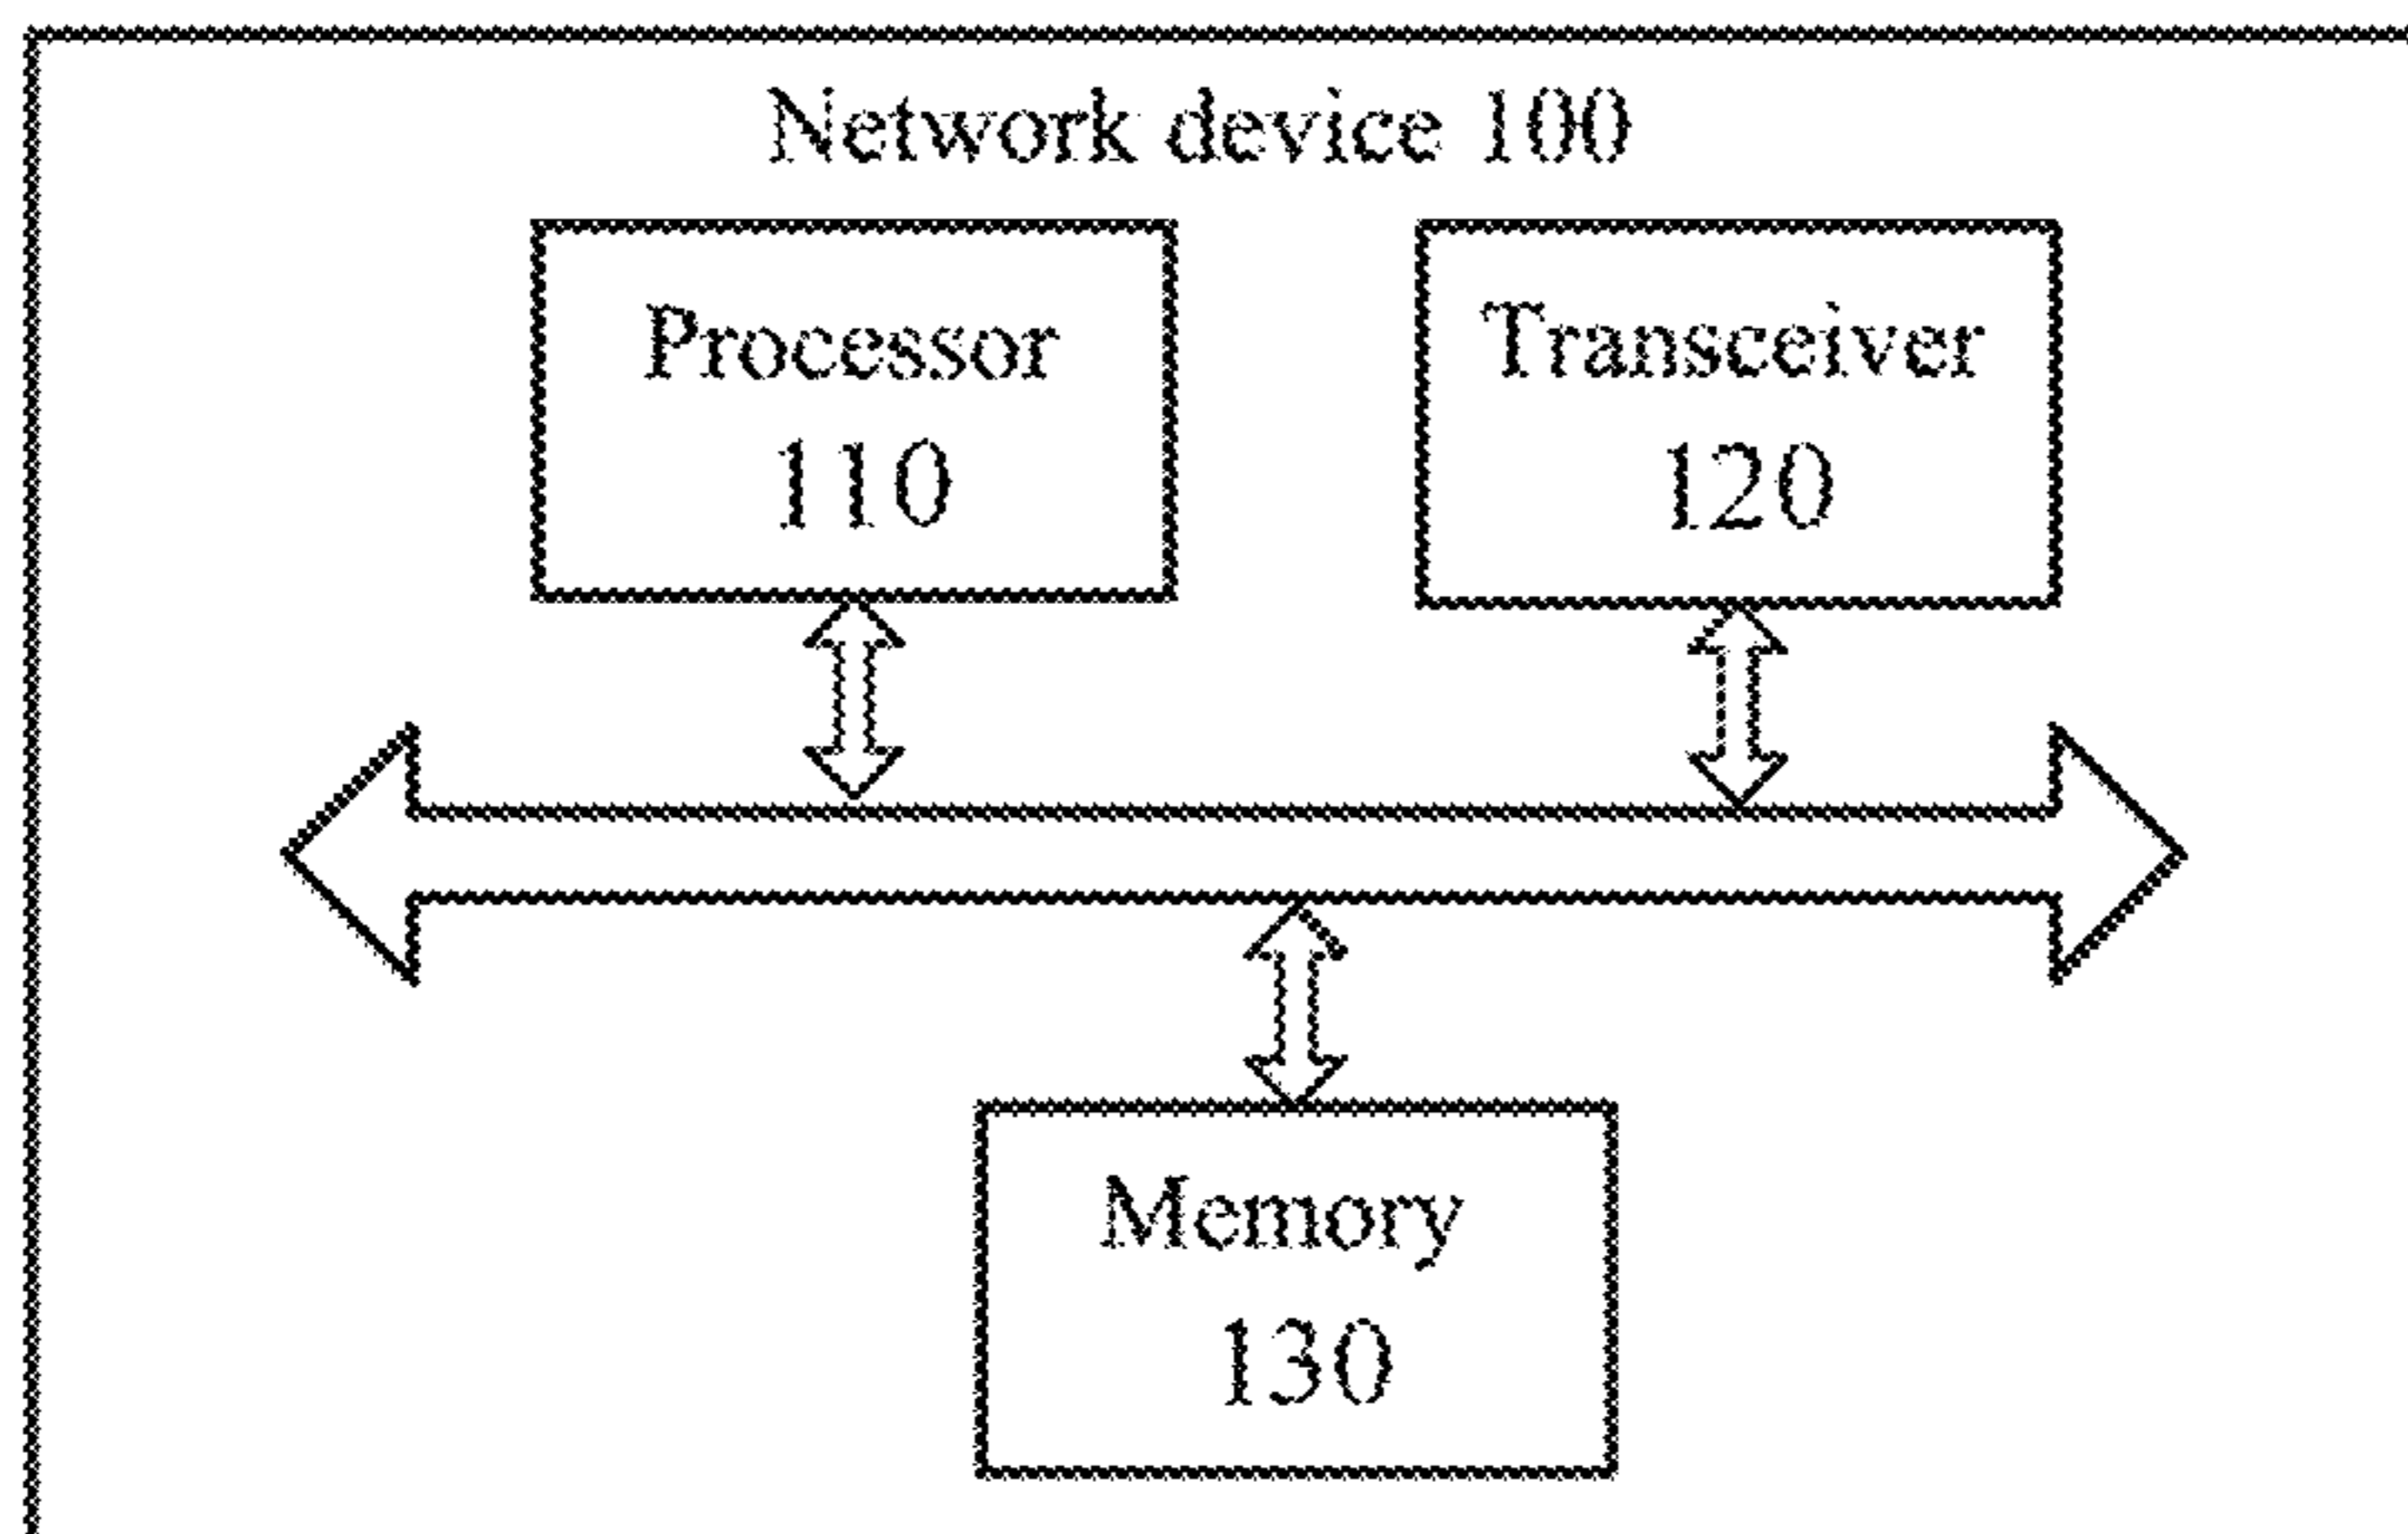 Network device 100
Processor
110
Transceiver
120
Memory
130